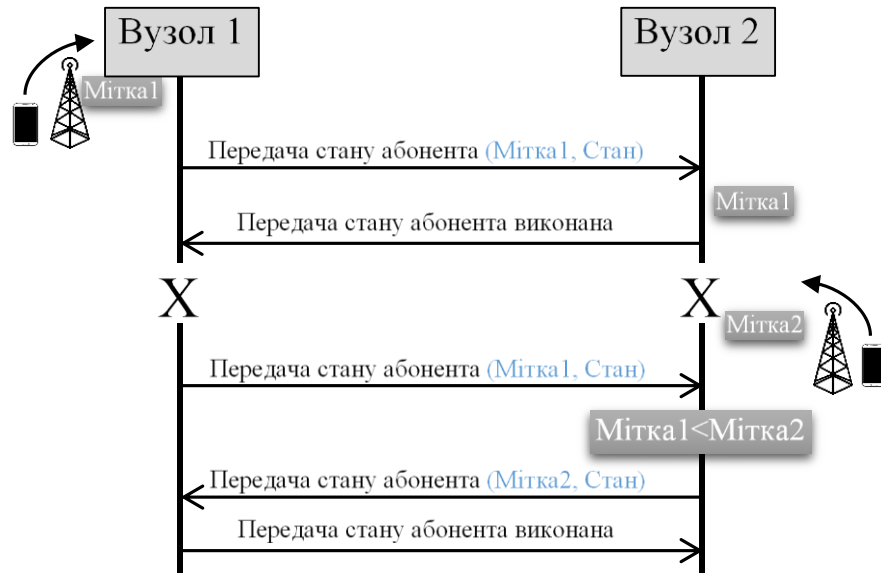 Вузол 1
Вузол 2
Мітка1
Передача стану абонента (Мітка1, Стан)
Мітка1
Передача стану абонента виконана
X
X
Мітка2
Передача стану абонента (Мітка1, Стан)
Мітка1<Мітка2
Передача стану абонента (Мітка2, Стан)
Передача стану абонента виконана